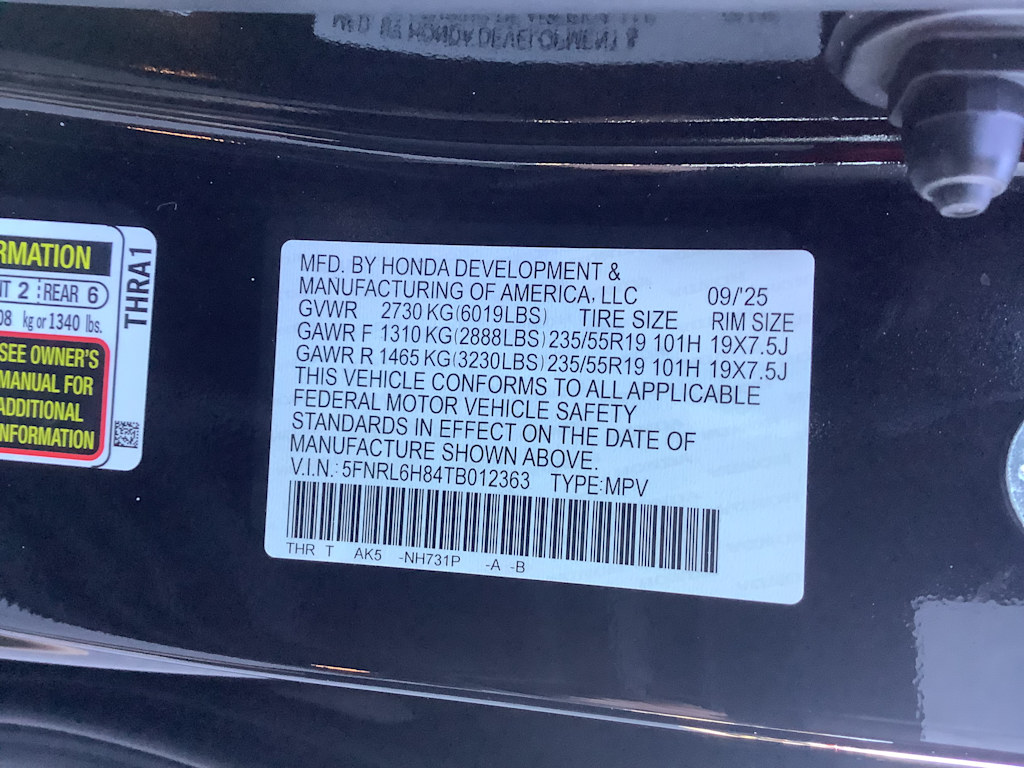 MFD. BY HONDA DEVELOPMENT &
MANUFACTURING OF AMERICA, LLC 09/'25
GVWR 2730 KG(6019LBS) TIRE SIZE RIM SIZE
GAWR F 1310 KG(2888LBS) 235/55R19 101H 19X7.5J
GAWR R 1465 KG(3230LBS) 235/55R19 101H 19X7.5J
THIS VEHICLE CONFORMS TO ALL APPLICABLE
FEDERAL MOTOR VEHICLE SAFETY
STANDARDS IN EFFECT ON THE DATE OF
MANUFACTURE SHOWN ABOVE.
V.I.N.: 5FNRL6H84TB012363 TYPE:MPV
THR T AK5 -NH731P -A -B
RMATION
NT 2 REAR 6
08 kg or 1340 lbs.
SEE OWNER'S
MANUAL FOR
ADDITIONAL
INFORMATION
THRA1